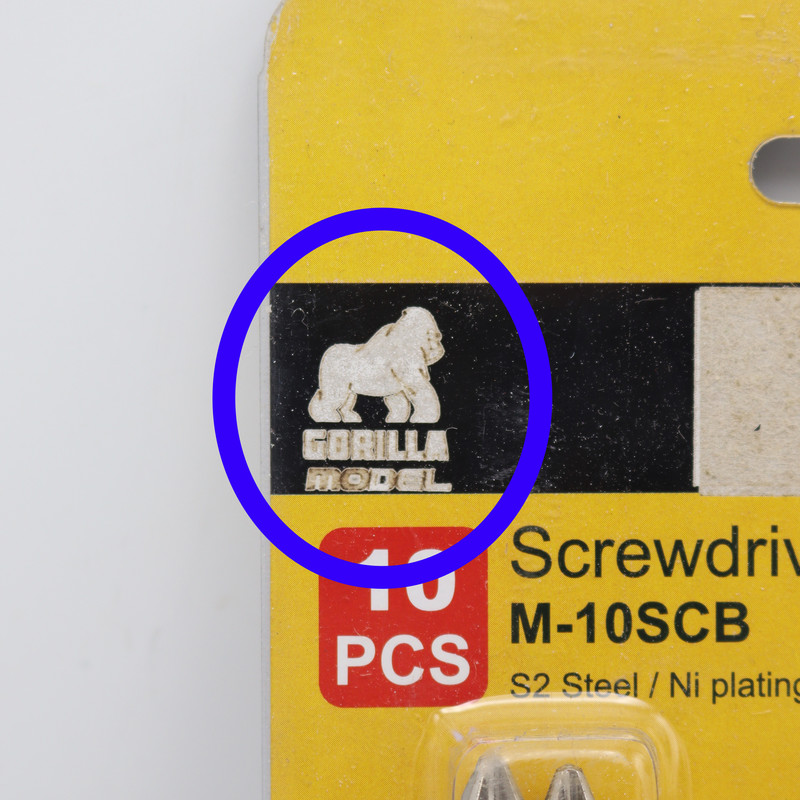 GORILLA
MODEL
10
PCS
Screwdriv
M-10SCB
S2 Steel / Ni plating